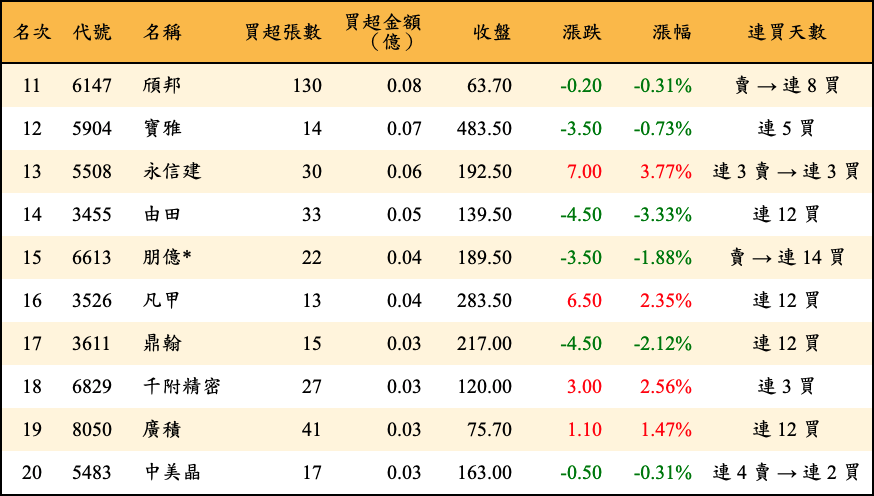 名次 代號 名稱 買超張數 買超金額（億） 收盤 漲跌 漲幅 連買天數
11 6147 頎邦 130 0.08 63.70 -0.20 -0.31% 賣 → 連 8 買
12 5904 寶雅 14 0.07 483.50 -3.50 -0.73% 連 5 買
13 5508 永信建 30 0.06 192.50 7.00 3.77% 連 3 賣 → 連 3 買
14 3455 由田 33 0.05 139.50 -4.50 -3.33% 連 12 買
15 6613 朋億* 22 0.04 189.50 -3.50 -1.88% 賣 → 連 14 買
16 3526 凡甲 13 0.04 283.50 6.50 2.35% 連 12 買
17 3611 鼎翰 15 0.03 217.00 -4.50 -2.12% 連 12 買
18 6829 千附精密 27 0.03 120.00 3.00 2.56% 連 3 買
19 8050 廣積 41 0.03 75.70 1.10 1.47% 連 12 買
20 5483 中美晶 17 0.03 163.00 -0.50 -0.31% 連 4 賣 → 連 2 買